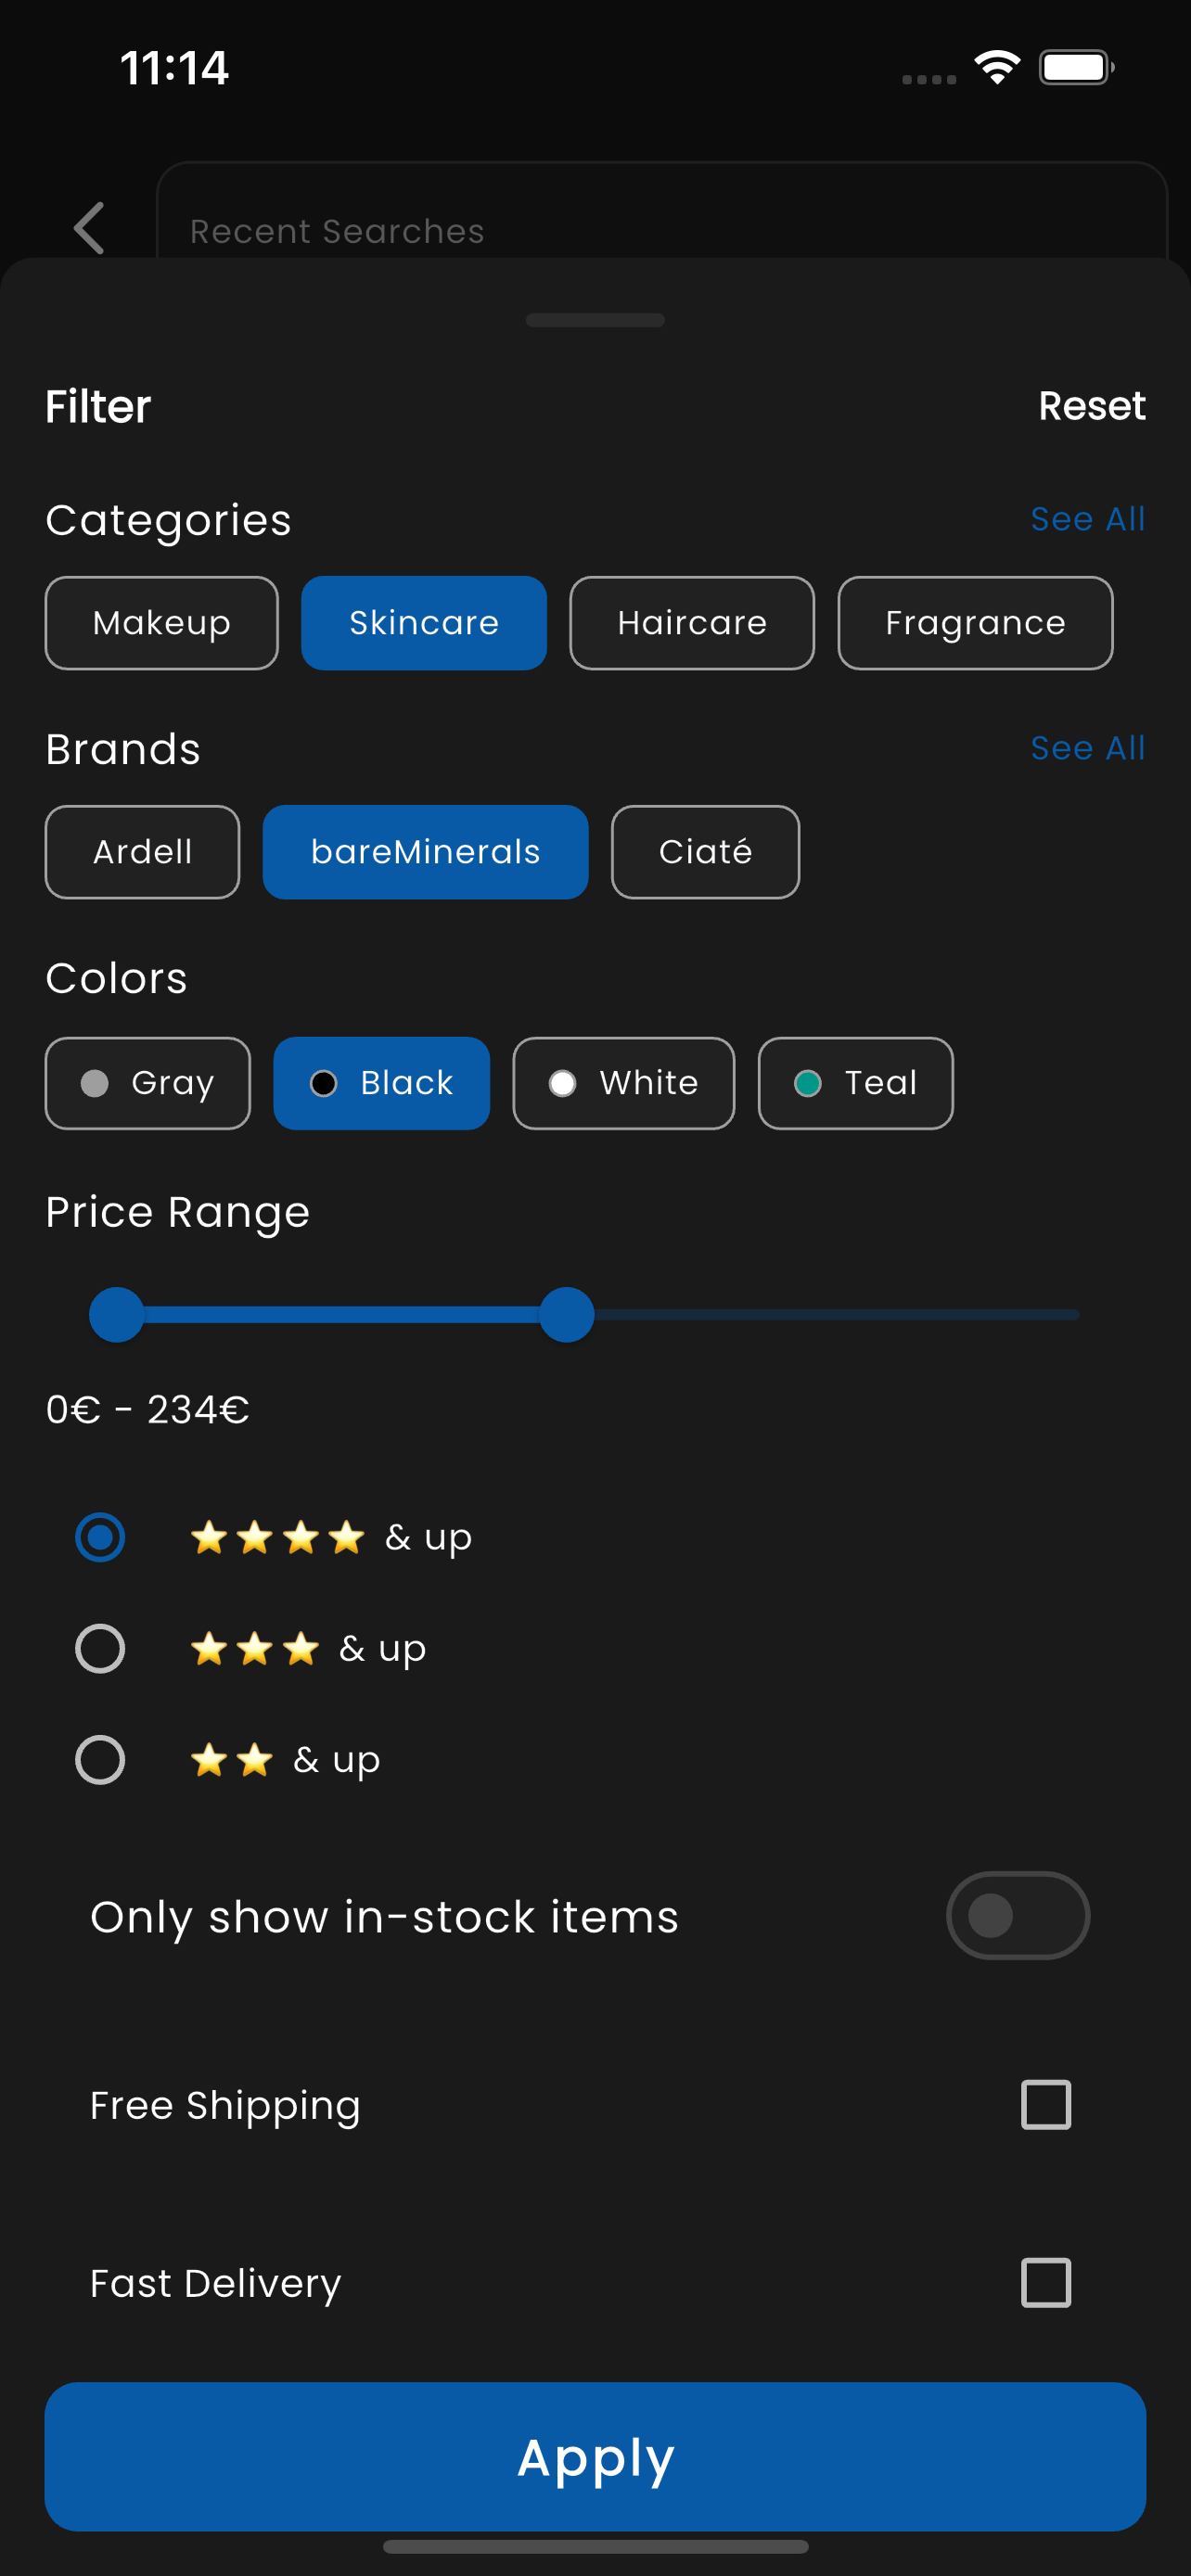 11:14
Recent Searches
Filter Reset
Categories See All
Makeup Skincare Haircare Fragrance
Brands See All
Ardell bareMinerals Ciaté
Colors
Gray Black White Teal
Price Range
0€ - 234€
⭐⭐⭐⭐ & up
⭐⭐⭐ & up
⭐⭐ & up
Only show in-stock items
Free Shipping
Fast Delivery
Apply